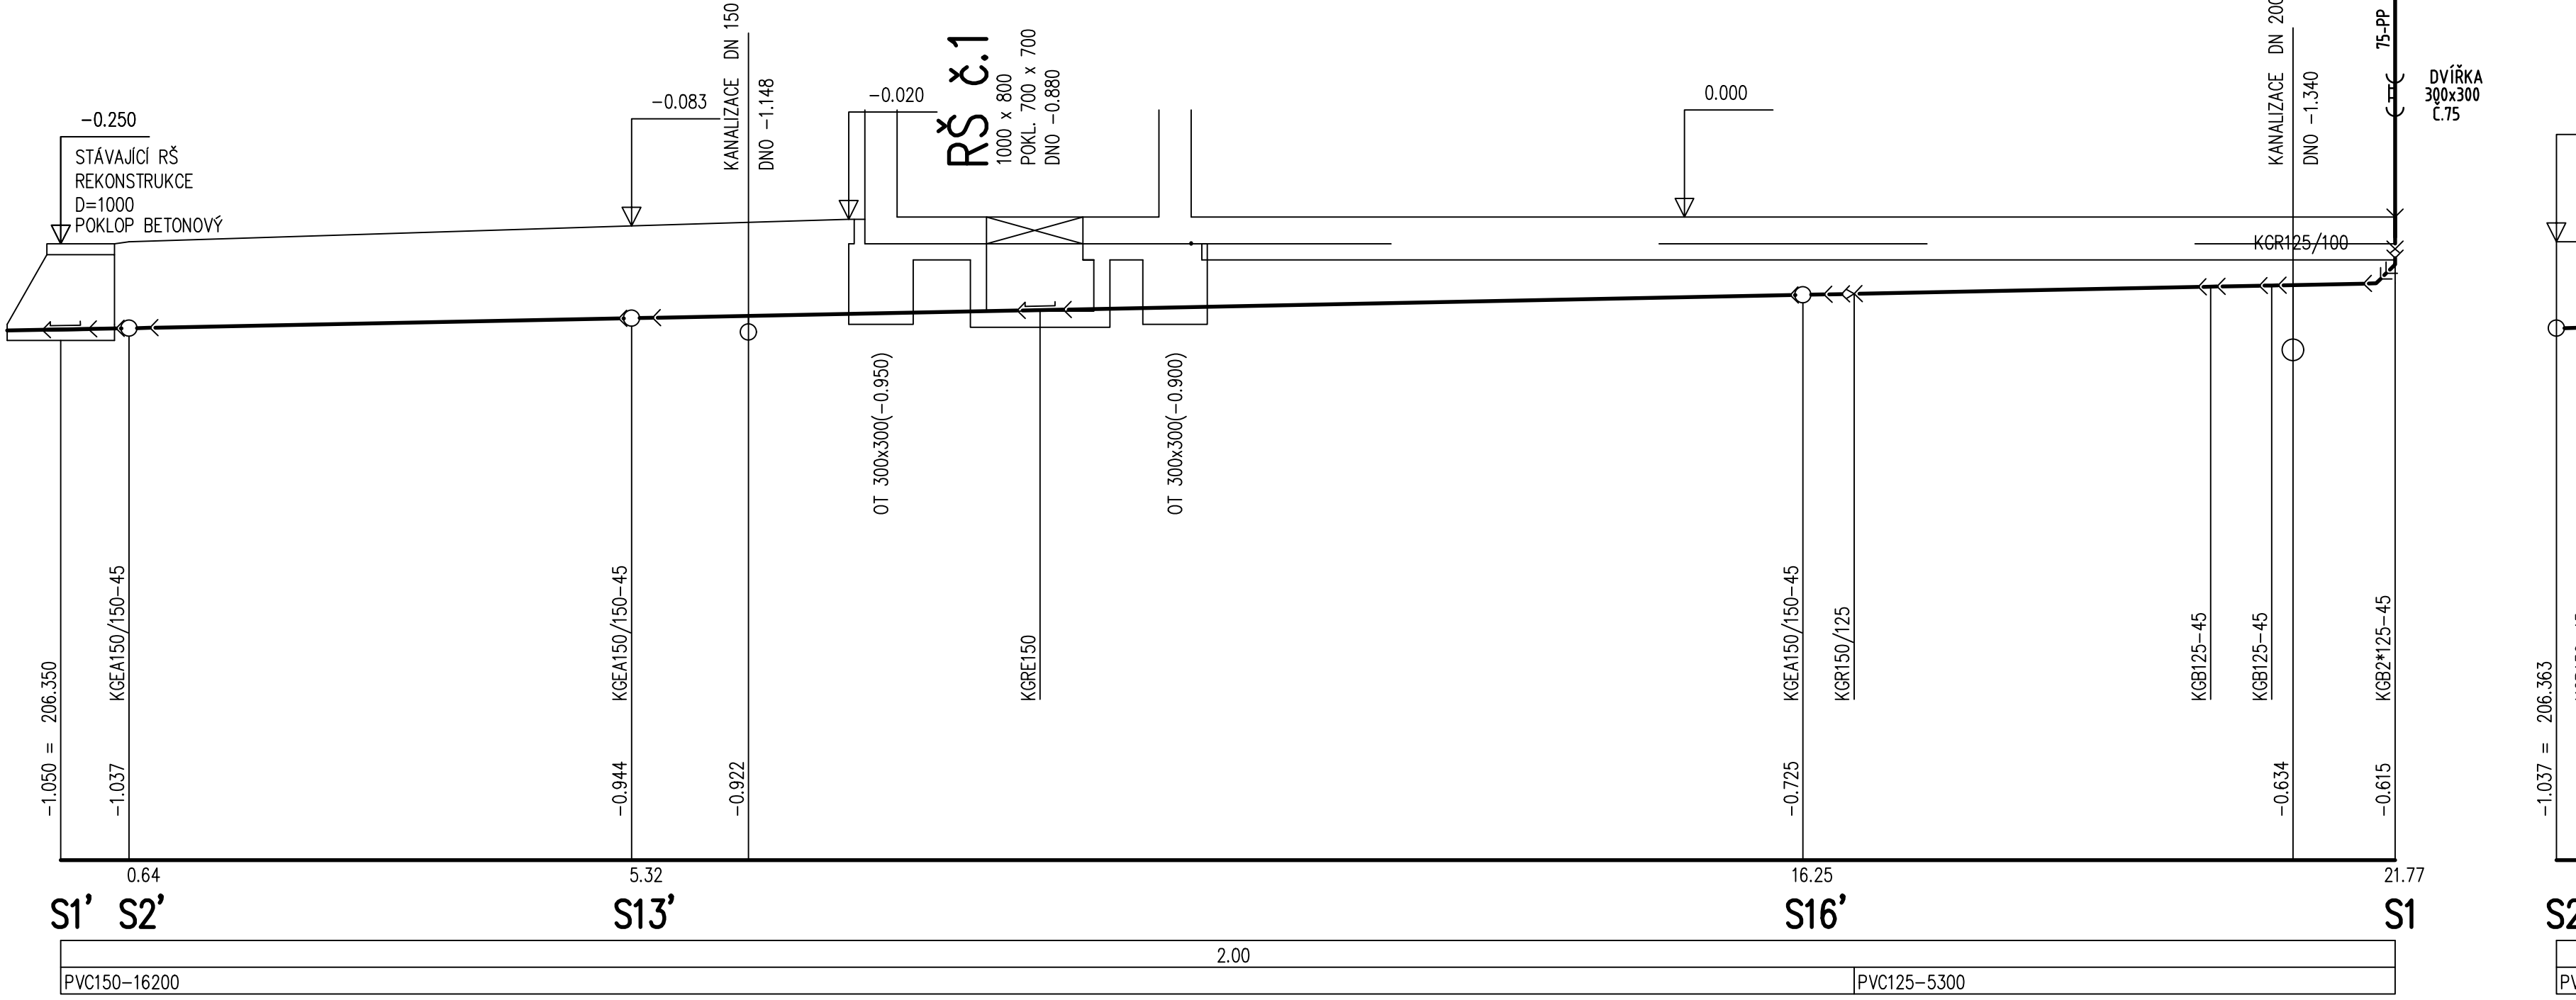 -0.250
STÁVAJÍCÍ RŠ
REKONSTRUKCE
D=1000
POKLOP BETONOVÝ
-0.083
KANALIZACE DN 150
DNO -1.148
-0.020
RŠ č.1
1000 x 800
POKL. 700 x 700
DNO -0.880
0.000
KANALIZACE DN 200
DNO -1.340
75-PP
DVÍŘKA
300x300
Č.75
KGR125/100
OT 300x300(-0.950)
OT 300x300(-0.900)
KGEA150/150-45
KGEA150/150-45
KGRE150
KGEA150/150-45
KGR150/125
KGB125-45
KGB125-45
KGB2*125-45
-1.050 = 206.350
-1.037
-0.944
-0.922
-0.725
-0.634
-0.615
-1.037 = 206.363
0.64
5.32
16.25
21.77
S1' S2' S13' S16' S1 S2
2.00
PVC150-16200
PVC125-5300